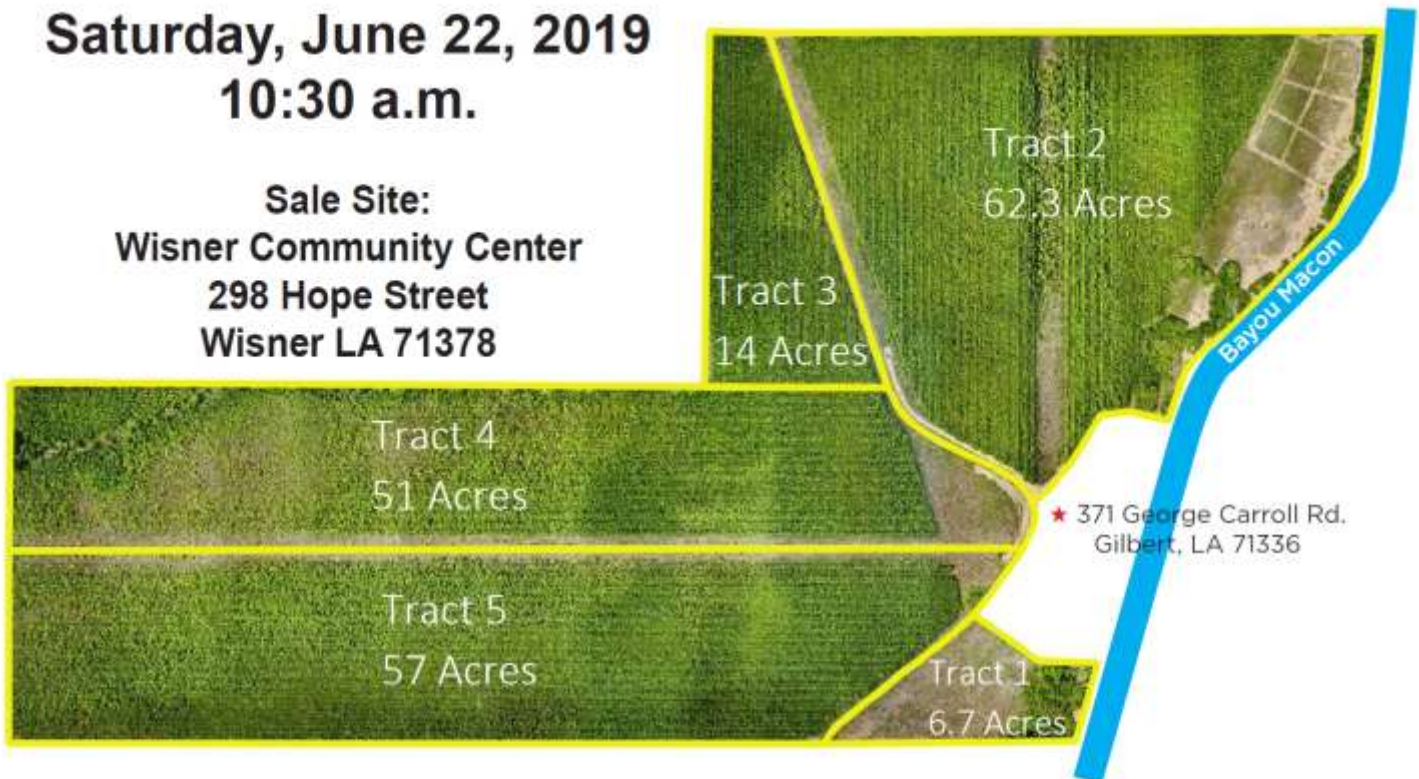 Saturday, June 22, 2019
10:30 a.m.
Sale Site:
Wisner Community Center
298 Hope Street
Wisner LA 71378
Tract 2
62.3 Acres
Tract 3
14 Acres
Bayou Macon
Tract 4
51 Acres
★ 371 George Carroll Rd.
Gilbert, LA 71336
Tract 5
57 Acres
Tract 1
6.7 Acres